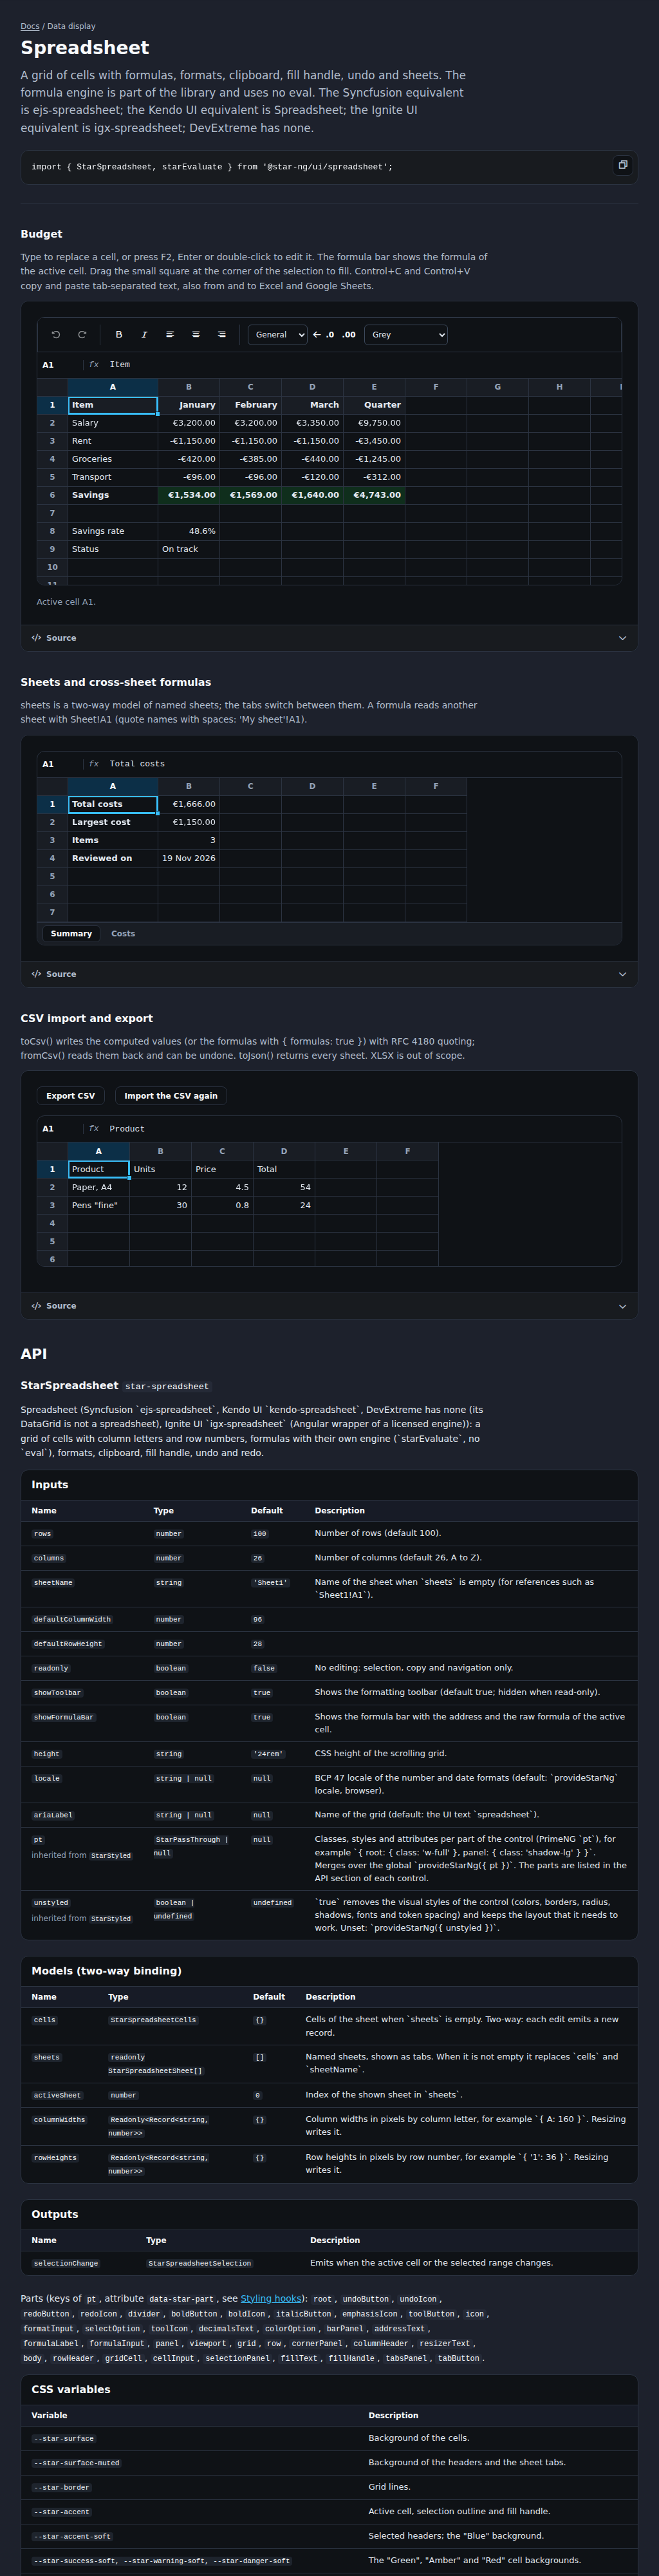 Docs / Data display
Spreadsheet
A grid of cells with formulas, formats, clipboard, fill handle, undo and sheets. The
formula engine is part of the library and uses no eval. The Syncfusion equivalent
is ejs-spreadsheet; the Kendo UI equivalent is Spreadsheet; the Ignite UI
equivalent is igx-spreadsheet; DevExtreme has none.
import { StarSpreadsheet, starEvaluate } from '@star-ng/ui/spreadsheet';
Budget
Type to replace a cell, or press F2, Enter or double-click to edit it. The formula bar shows the formula of
the active cell. Drag the small square at the corner of the selection to fill. Control+C and Control+V
copy and paste tab-separated text, also from and to Excel and Google Sheets.
B I General .0 .00 Grey
A1 fx Item
A B C D E F G H
1 Item January February March Quarter
2 Salary €3,200.00 €3,200.00 €3,350.00 €9,750.00
3 Rent -€1,150.00 -€1,150.00 -€1,150.00 -€3,450.00
4 Groceries -€420.00 -€385.00 -€440.00 -€1,245.00
5 Transport -€96.00 -€96.00 -€120.00 -€312.00
6 Savings €1,534.00 €1,569.00 €1,640.00 €4,743.00
7
8 Savings rate 48.6%
9 Status On track
10
11
Active cell A1.
Source
Sheets and cross-sheet formulas
sheets is a two-way model of named sheets; the tabs switch between them. A formula reads another
sheet with Sheet!A1 (quote names with spaces: 'My sheet'!A1).
A1 fx Total costs
A B C D E F
1 Total costs €1,666.00
2 Largest cost €1,150.00
3 Items 3
4 Reviewed on 19 Nov 2026
5
6
7
Summary Costs
Source
CSV import and export
toCsv() writes the computed values (or the formulas with { formulas: true }) with RFC 4180 quoting;
fromCsv() reads them back and can be undone. toJson() returns every sheet. XLSX is out of scope.
Export CSV Import the CSV again
A1 fx Product
A B C D E F
1 Product Units Price Total
2 Paper, A4 12 4.5 54
3 Pens "fine" 30 0.8 24
4
5
6
Source
API
StarSpreadsheet star-spreadsheet
Spreadsheet (Syncfusion `ejs-spreadsheet`, Kendo UI `kendo-spreadsheet`, DevExtreme has none (its
DataGrid is not a spreadsheet), Ignite UI `igx-spreadsheet` (Angular wrapper of a licensed engine)): a
grid of cells with column letters and row numbers, formulas with their own engine (`starEvaluate`, no
`eval`), formats, clipboard, fill handle, undo and redo.
Inputs
Name Type Default Description
rows number 100 Number of rows (default 100).
columns number 26 Number of columns (default 26, A to Z).
sheetName string 'Sheet1' Name of the sheet when `sheets` is empty (for references such as
`Sheet1!A1`).
defaultColumnWidth number 96
defaultRowHeight number 28
readonly boolean false No editing: selection, copy and navigation only.
showToolbar boolean true Shows the formatting toolbar (default true; hidden when read-only).
showFormulaBar boolean true Shows the formula bar with the address and the raw formula of the active
cell.
height string '24rem' CSS height of the scrolling grid.
locale string | null null BCP 47 locale of the number and date formats (default: `provideStarNg`
locale, browser).
ariaLabel string | null null Name of the grid (default: the UI text `spreadsheet`).
pt StarPassThrough | null Classes, styles and attributes per part of the control (PrimeNG `pt`), for
inherited from StarStyled null example `{ root: { class: 'w-full' }, panel: { class: 'shadow-lg' } }`.
Merges over the global `provideStarNg({ pt })`. The parts are listed in the
API section of each control.
unstyled boolean | undefined `true` removes the visual styles of the control (colors, borders, radius,
inherited from StarStyled undefined shadows, fonts and token spacing) and keeps the layout that it needs to
work. Unset: `provideStarNg({ unstyled })`.
Models (two-way binding)
Name Type Default Description
cells StarSpreadsheetCells {} Cells of the sheet when `sheets` is empty. Two-way: each edit emits a new
record.
sheets readonly [] Named sheets, shown as tabs. When it is not empty it replaces `cells` and
StarSpreadsheetSheet[] `sheetName`.
activeSheet number 0 Index of the shown sheet in `sheets`.
columnWidths Readonly<Record<string, {} Column widths in pixels by column letter, for example `{ A: 160 }`. Resizing
number>> writes it.
rowHeights Readonly<Record<string, {} Row heights in pixels by row number, for example `{ '1': 36 }`. Resizing
number>> writes it.
Outputs
Name Type Description
selectionChange StarSpreadsheetSelection Emits when the active cell or the selected range changes.
Parts (keys of pt, attribute data-star-part, see Styling hooks): root, undoButton, undoIcon,
redoButton, redoIcon, divider, boldButton, boldIcon, italicButton, emphasisIcon, toolButton, icon,
formatInput, selectOption, toolIcon, decimalsText, colorOption, barPanel, addressText,
formulaLabel, formulaInput, panel, viewport, grid, row, cornerPanel, columnHeader, resizerText,
body, rowHeader, gridCell, cellInput, selectionPanel, fillText, fillHandle, tabsPanel, tabButton.
CSS variables
Variable Description
--star-surface Background of the cells.
--star-surface-muted Background of the headers and the sheet tabs.
--star-border Grid lines.
--star-accent Active cell, selection outline and fill handle.
--star-accent-soft Selected headers; the "Blue" background.
--star-success-soft, --star-warning-soft, --star-danger-soft The "Green", "Amber" and "Red" cell backgrounds.